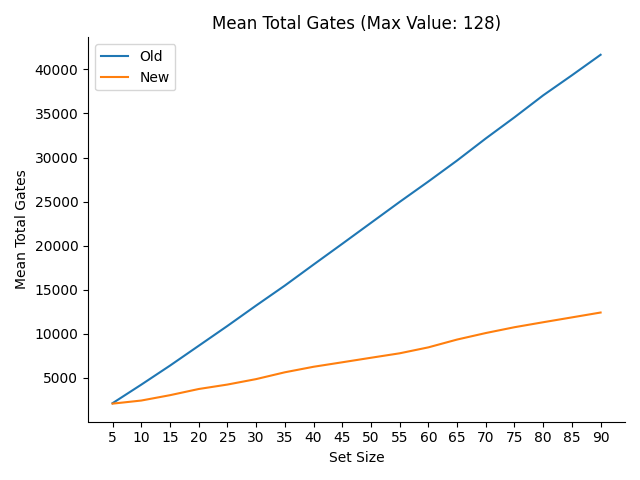 Mean Total Gates (Max Value: 128)
Old
New
Mean Total Gates
40000
35000
30000
25000
20000
15000
10000
5000
5 10 15 20 25 30 35 40 45 50 55 60 65 70 75 80 85 90
Set Size